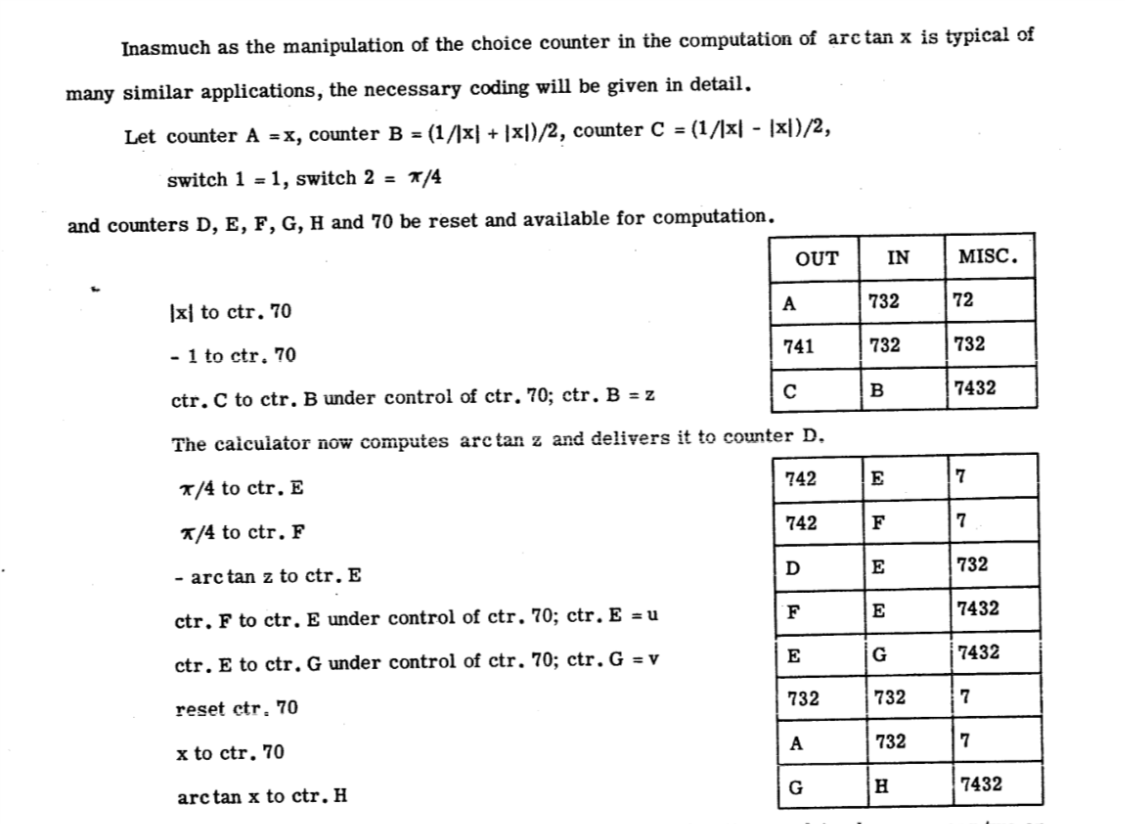 Inasmuch as the manipulation of the choice counter in the computation of arc tan x is typical of
many similar applications, the necessary coding will be given in detail.
Let counter A = x, counter B = (1/|x| + |x|)/2, counter C = (1/|x| - |x|)/2,
switch 1 = 1, switch 2 = π/4
and counters D, E, F, G, H and 70 be reset and available for computation.
OUT IN MISC.
|x| to ctr. 70 A 732 72
- 1 to ctr. 70 741 732 732
ctr. C to ctr. B under control of ctr. 70; ctr. B = z C B 7432
The calculator now computes arc tan z and delivers it to counter D.
π/4 to ctr. E 742 E 7
π/4 to ctr. F 742 F 7
- arc tan z to ctr. E D E 732
ctr. F to ctr. E under control of ctr. 70; ctr. E = u F E 7432
ctr. E to ctr. G under control of ctr. 70; ctr. G = v E G 7432
reset ctr. 70 732 732 7
x to ctr. 70 A 732 7
arc tan x to ctr. H G H 7432